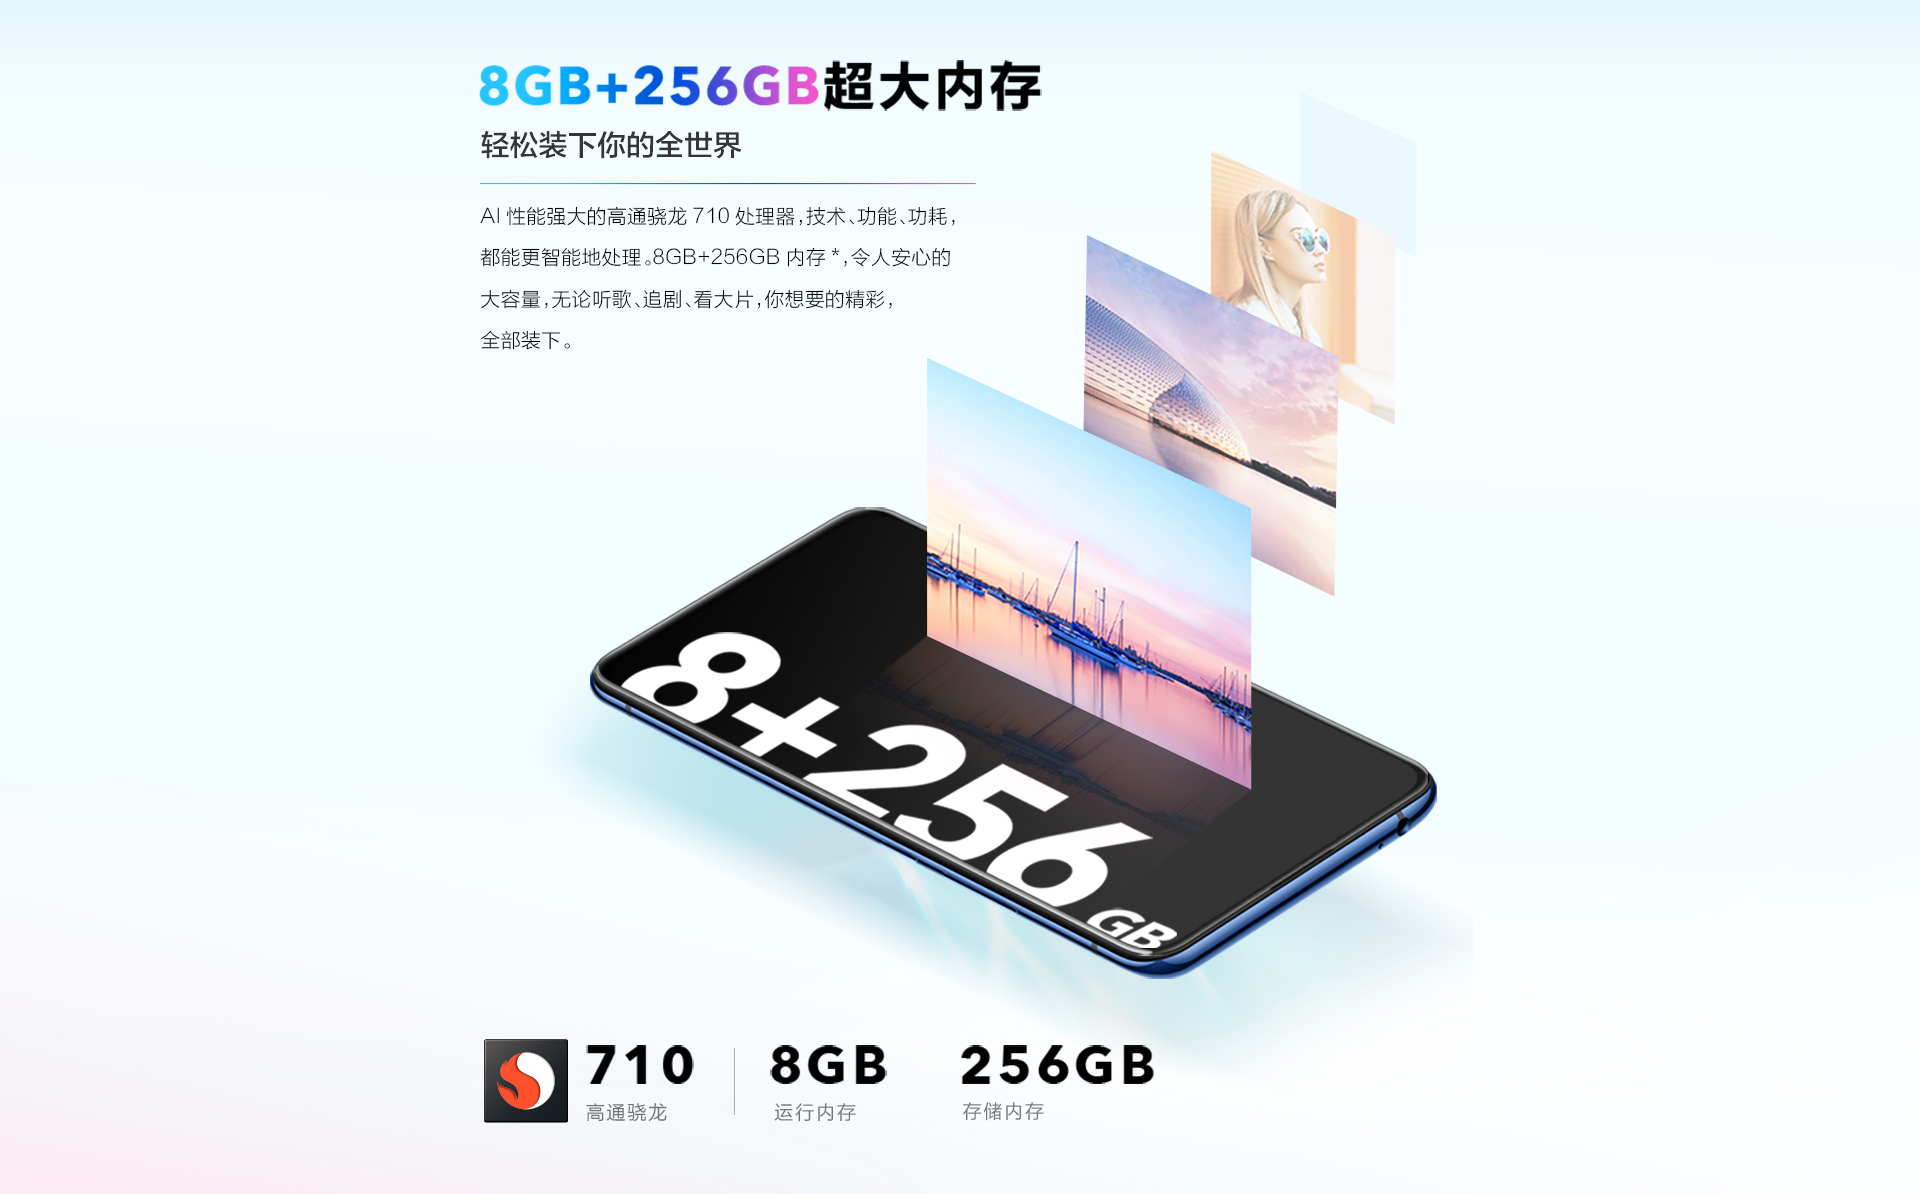 8GB+256GB超大内存
轻松装下你的全世界
AI 性能强大的高通骁龙 710 处理器，技术、功能、功耗，
都能更智能地处理。8GB+256GB 内存 *，令人安心的
大容量，无论听歌、追剧、看大片，你想要的精彩，
全部装下。
8+256
GB
710
高通骁龙
8GB
运行内存
256GB
存储内存